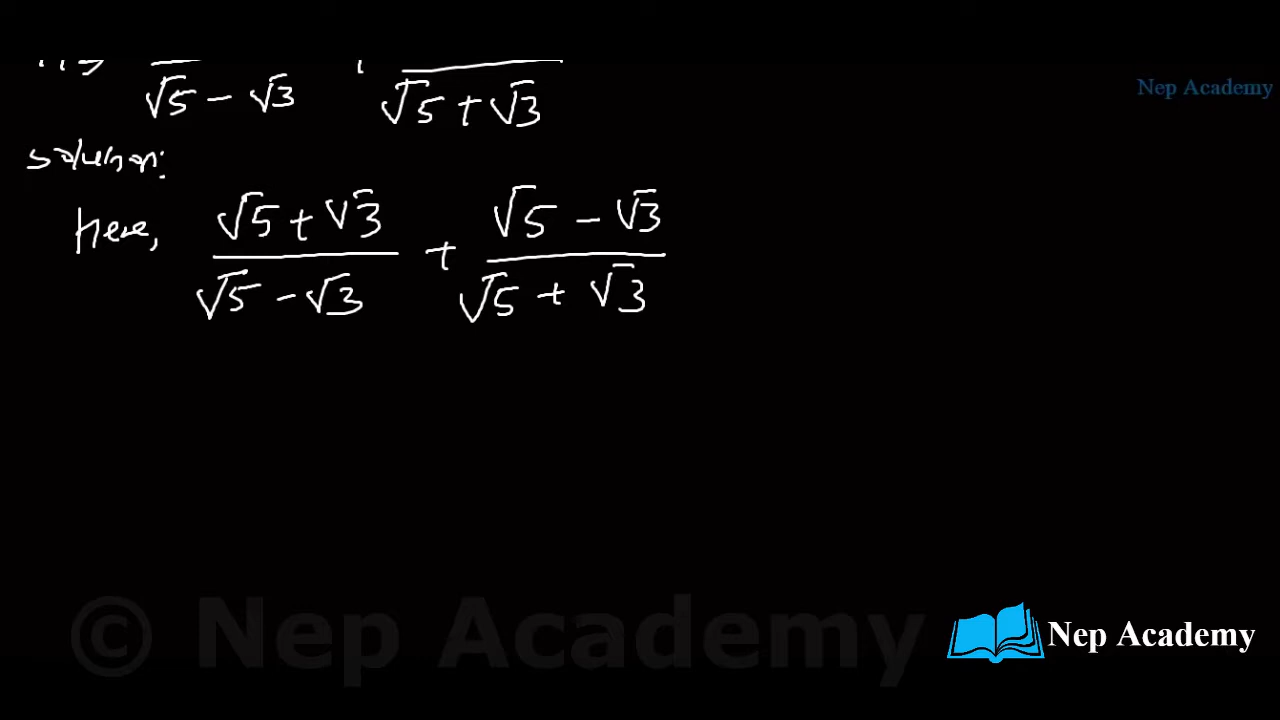 Nep Academy
√5 - √3 √5 + √3
solution:
here, (√5 + √3)/(√5 - √3) + (√5 - √3)/(√5 + √3)
© Nep Academy
Nep Academy